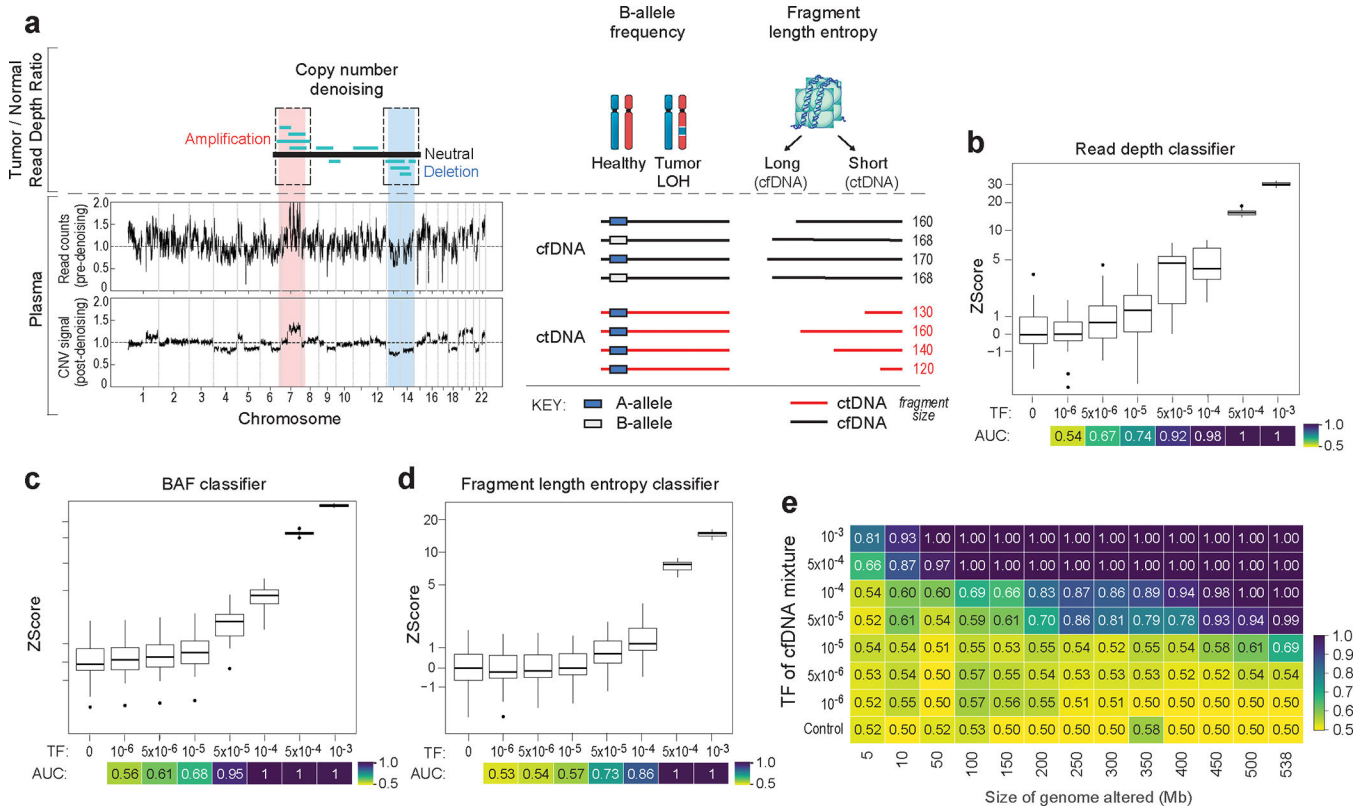 a
Tumor / Normal
Read Depth Ratio
Copy number
denoising
Amplification
Neutral
Deletion
B-allele
frequency
Healthy
Tumor
LOH
Fragment
length entropy
Long
(cfDNA)
Short
(ctDNA)
Plasma
Read counts
(pre-denoising)
2.0
1.5
1.0
0.5
0
CNV signal
(post-denoising)
2.0
1.5
1.0
0.5
0
1 2 3 4 5 6 7 8 9 10 12 14 16 18 22
Chromosome
cfDNA
160
168
170
168
ctDNA
130
160
140
120
KEY:
A-allele
B-allele
ctDNA
cfDNA
fragment
size
b
Read depth classifier
ZScore
30
20
10
5
1
0
−1
TF: 0 10-6 5x10-6 10-5 5x10-5 10-4 5x10-4 10-3
AUC: 0.54 0.67 0.74 0.92 0.98 1 1
1.0
0.5
c
BAF classifier
ZScore
TF: 0 10-6 5x10-6 10-5 5x10-5 10-4 5x10-4 10-3
AUC: 0.56 0.61 0.68 0.95 1 1 1
1.0
0.5
d
Fragment length entropy classifier
ZScore
20
10
5
1
0
−1
TF: 0 10-6 5x10-6 10-5 5x10-5 10-4 5x10-4 10-3
AUC: 0.53 0.54 0.57 0.73 0.86 1 1
1.0
0.5
e
TF of cfDNA mixture
10-3 0.81 0.93 1.00 1.00 1.00 1.00 1.00 1.00 1.00 1.00 1.00 1.00 1.00
5x10-4 0.66 0.87 0.97 1.00 1.00 1.00 1.00 1.00 1.00 1.00 1.00 1.00 1.00
10-4 0.54 0.60 0.60 0.69 0.66 0.83 0.87 0.86 0.89 0.94 0.98 1.00 1.00
5x10-5 0.52 0.61 0.54 0.59 0.61 0.70 0.86 0.81 0.79 0.78 0.93 0.94 0.99
10-5 0.54 0.54 0.51 0.55 0.53 0.55 0.54 0.52 0.55 0.54 0.58 0.61 0.69
5x10-6 0.53 0.54 0.50 0.57 0.55 0.54 0.53 0.53 0.53 0.52 0.52 0.54 0.54
10-6 0.52 0.55 0.50 0.57 0.56 0.55 0.51 0.51 0.50 0.50 0.50 0.50 0.50
Control 0.52 0.50 0.52 0.53 0.50 0.50 0.50 0.50 0.58 0.50 0.50 0.50 0.50
5 10 50 100 150 200 250 300 350 400 450 500 538
Size of genome altered (Mb)
1.0
0.9
0.8
0.7
0.6
0.5